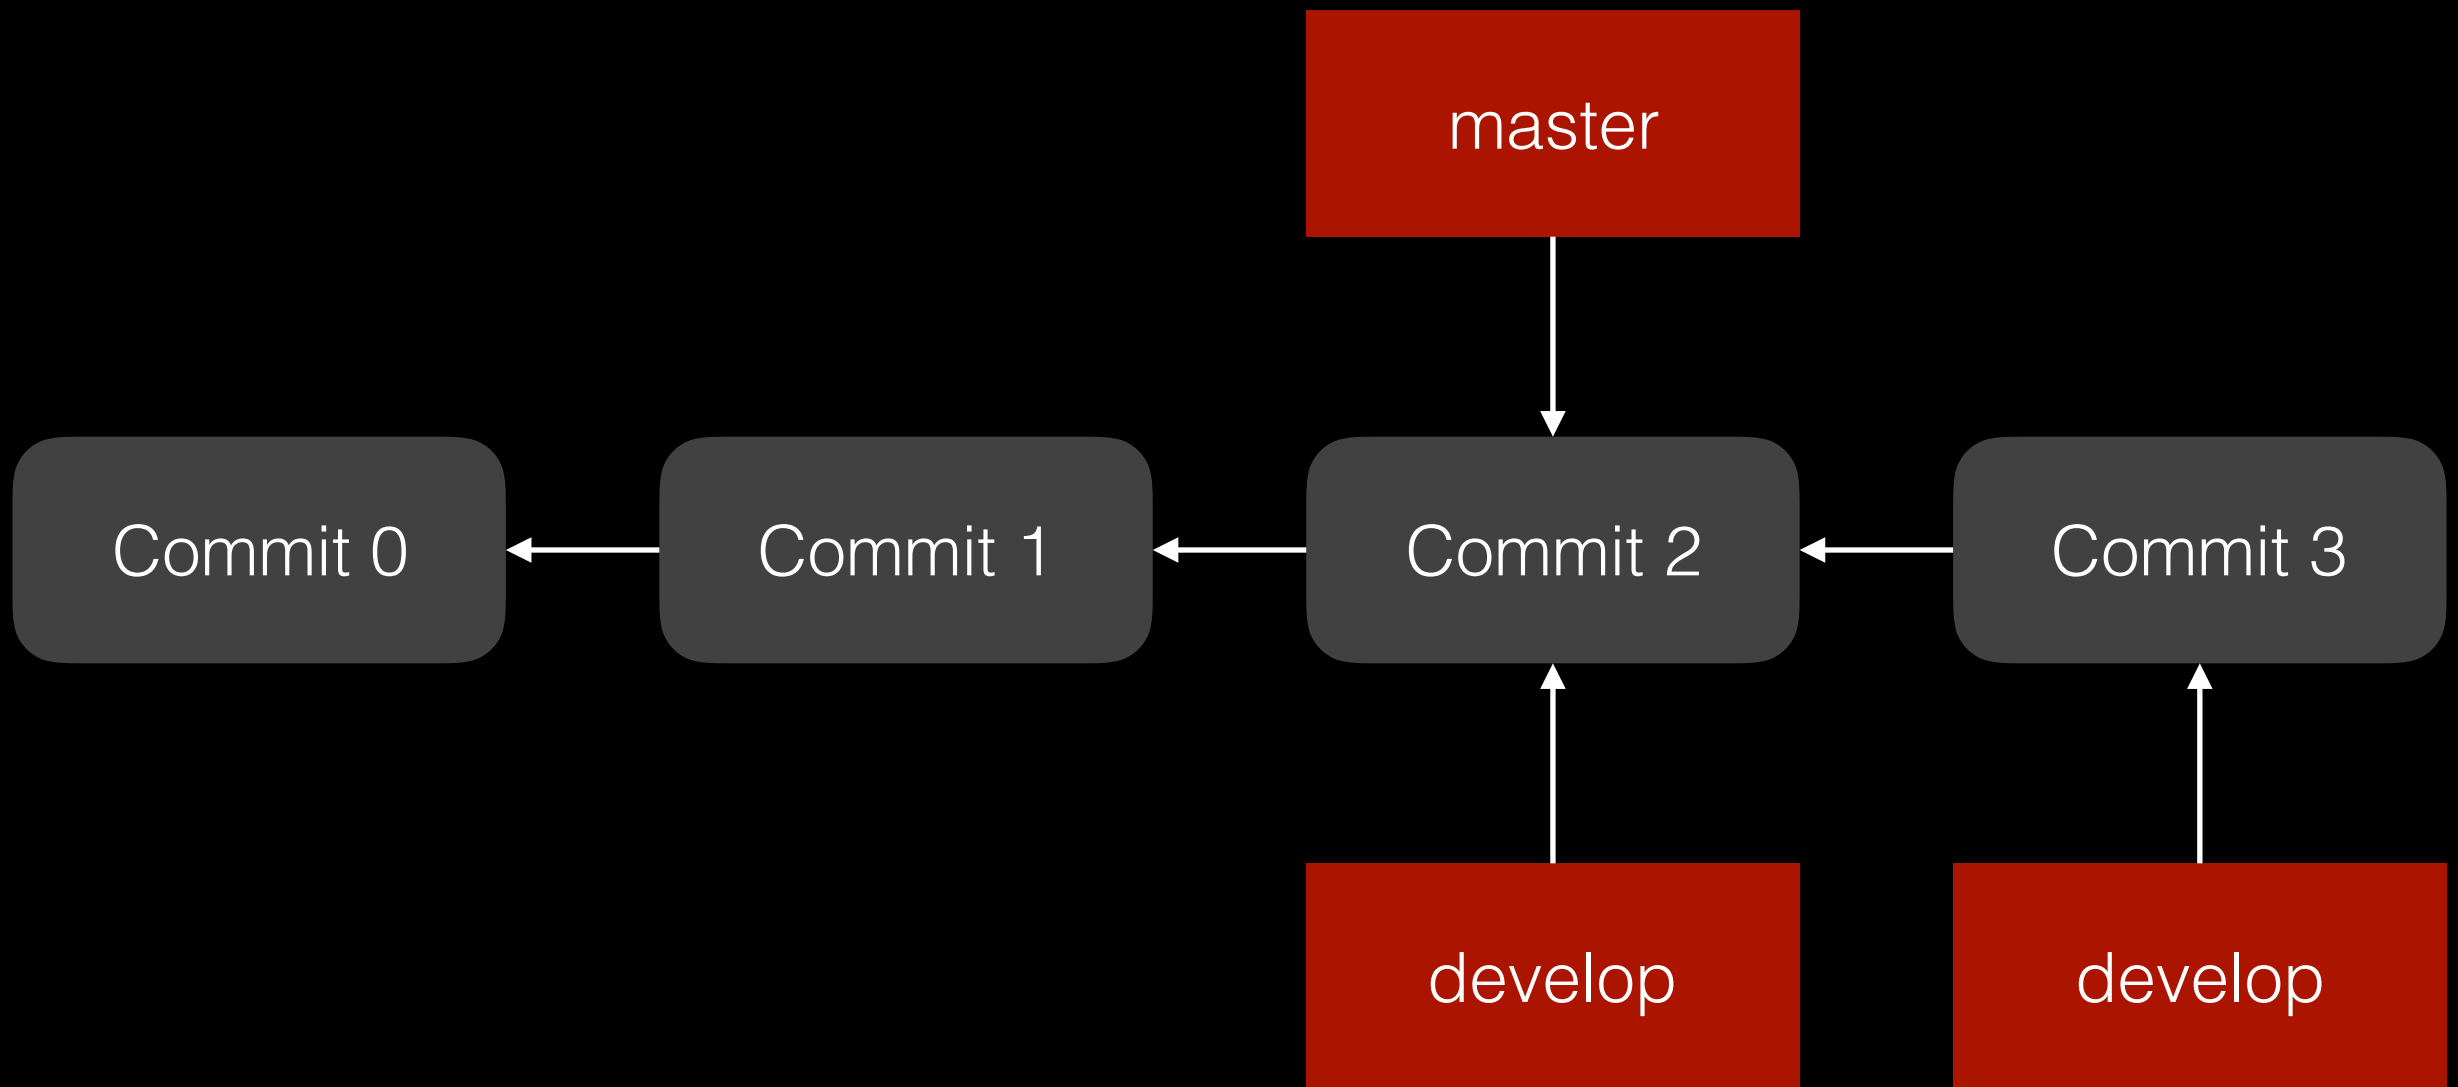 master
Commit 0
Commit 1
Commit 2
Commit 3
develop
develop